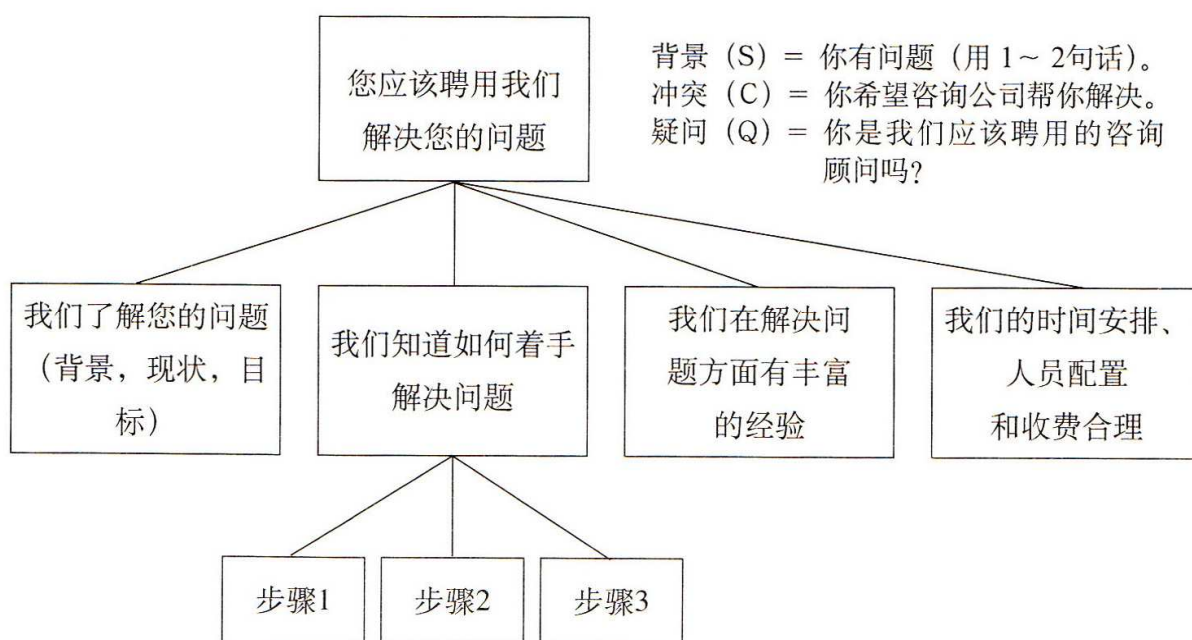 您应该聘用我们
解决您的问题
背景（S）＝ 你有问题（用 1～ 2句话）。
冲突（C）＝ 你希望咨询公司帮你解决。
疑问（Q）＝ 你是我们应该聘用的咨询
顾问吗？
我们了解您的问题
（背景，现状，目
标）
我们知道如何着手
解决问题
我们在解决问
题方面有丰富
的经验
我们的时间安排、
人员配置
和收费合理
步骤1
步骤2
步骤3